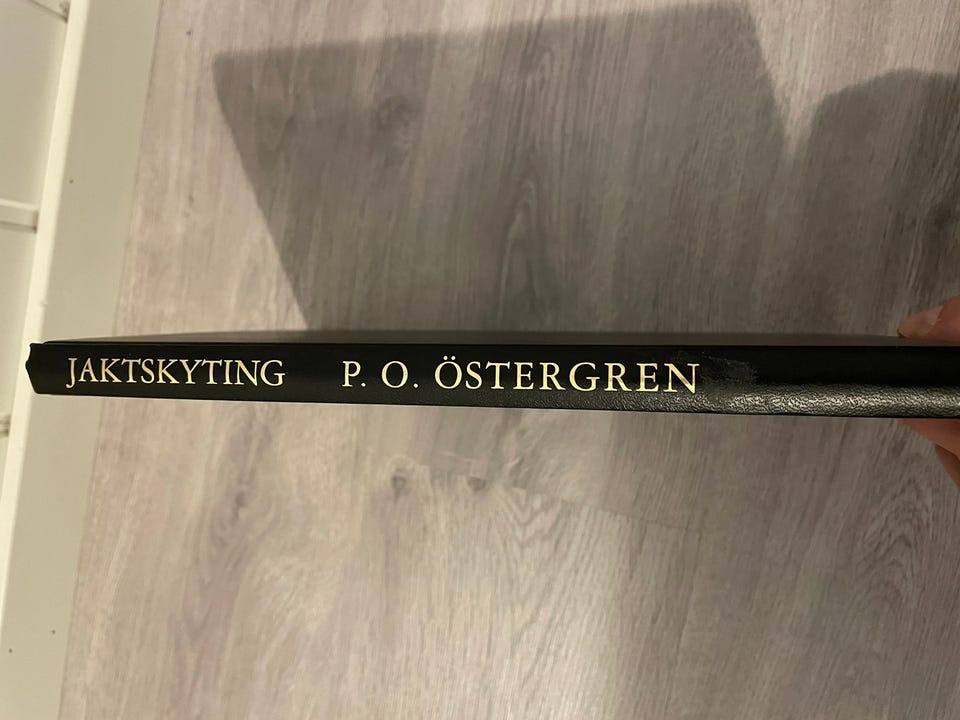 JAKTSKYTING P. O. ÖSTERGREN